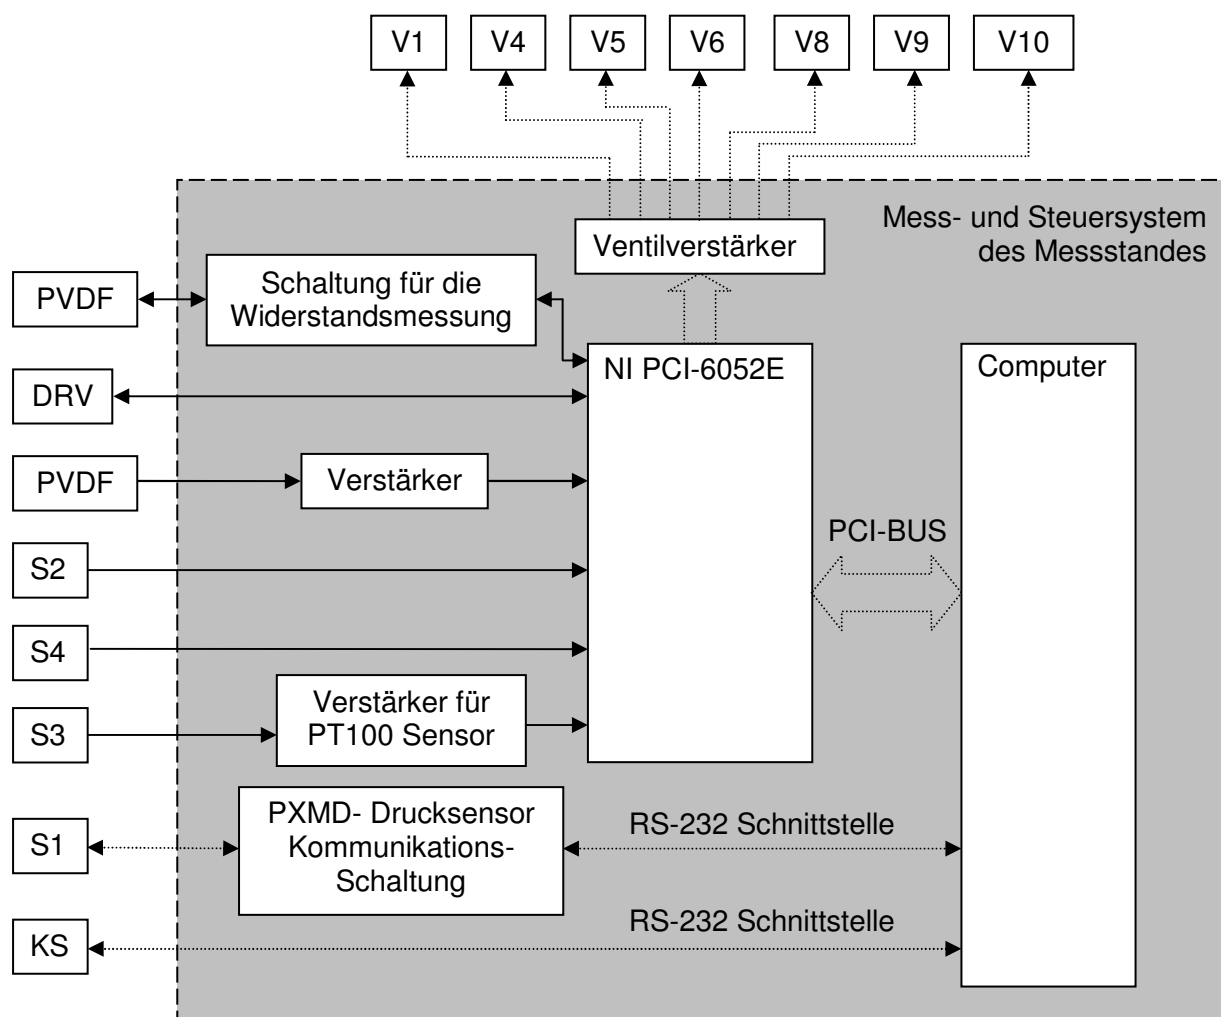 V1
V4
V5
V6
V8
V9
V10
Mess- und Steuersystem
des Messstandes
Ventilverstärker
PVDF
Schaltung für die
Widerstandsmessung
NI PCI-6052E
Computer
DRV
PVDF
Verstärker
PCI-BUS
S2
S4
S3
Verstärker für
PT100 Sensor
S1
PXMD- Drucksensor
Kommunikations-
Schaltung
RS-232 Schnittstelle
KS
RS-232 Schnittstelle